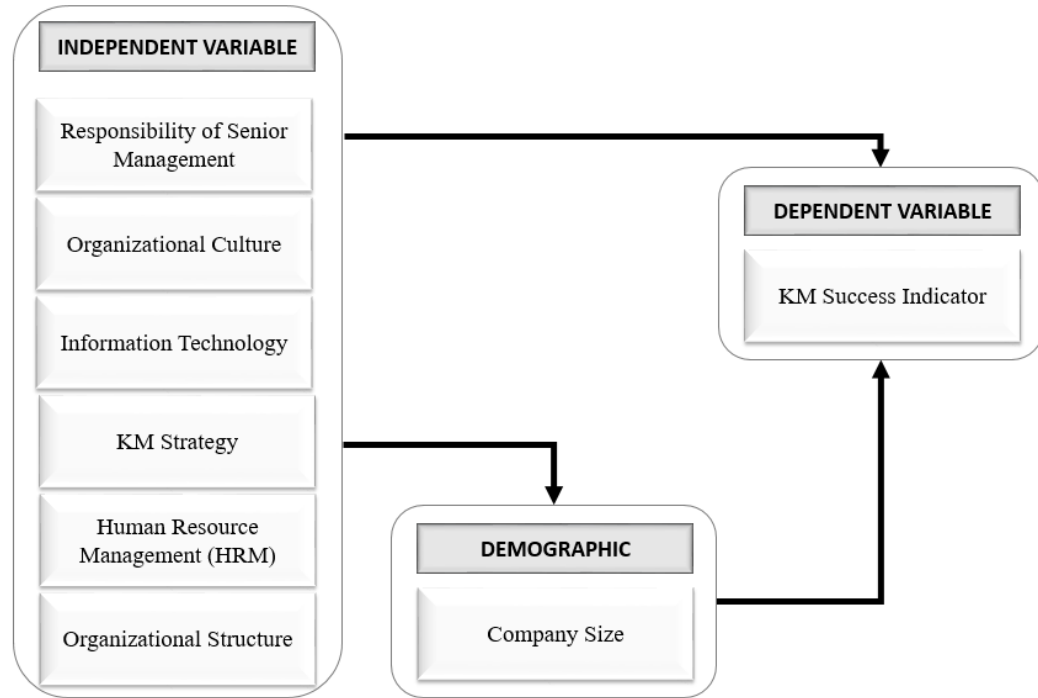 INDEPENDENT VARIABLE
Responsibility of Senior
Management
Organizational Culture
Information Technology
KM Strategy
Human Resource
Management (HRM)
Organizational Structure
DEPENDENT VARIABLE
KM Success Indicator
DEMOGRAPHIC
Company Size